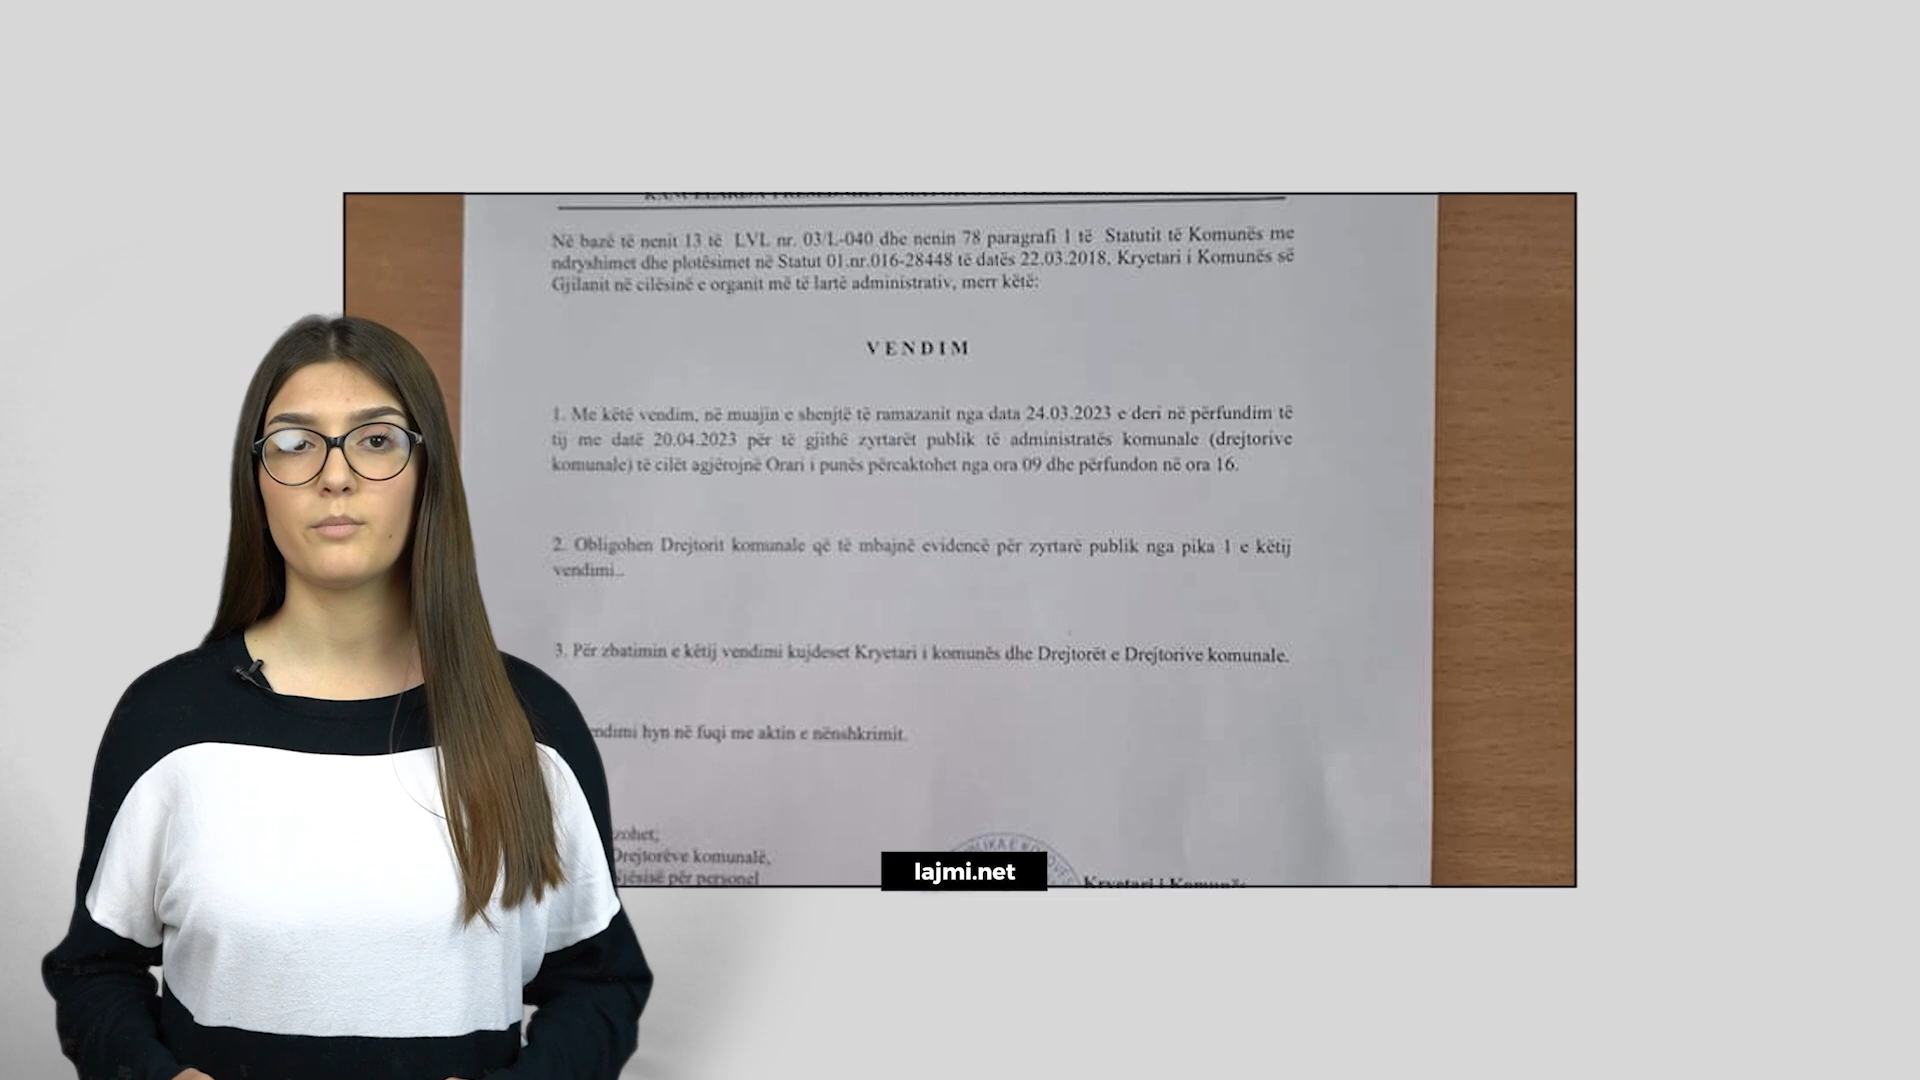 Në bazë të nenit 13 të LVL nr. 03/L-040 dhe nenin 78 paragrafi 1 të Statutit të Komunës me
ndryshimet dhe plotësimet në Statut 01.nr.016-28448 të datës 22.03.2018, Kryetari i Komunës së
Gjilanit në cilësinë e organit më të lartë administrativ, merr këtë:
VENDIM
1. Me këtë vendim, në muajin e shenjtë të ramazanit nga data 24.03.2023 e deri në përfundim të
tij me datë 20.04.2023 për të gjithë zyrtarët publik të administratës komunale (drejtorive
komunale) të cilët agjërojnë Orari i punës përcaktohet nga ora 09 dhe përfundon në ora 16.
2. Obligohen Drejtorit komunale që të mbajnë evidencë për zyrtarë publik nga pika 1 e këtij
vendimi..
3. Për zbatimin e këtij vendimi kujdeset Kryetari i komunës dhe Drejtorët e Drejtorive komunale.
endimi hyn në fuqi me aktin e nënshkrimit.
zohet;
Drejtorëve komunalë,
jësisë për personel
Kryetari i Komunës
lajmi.net